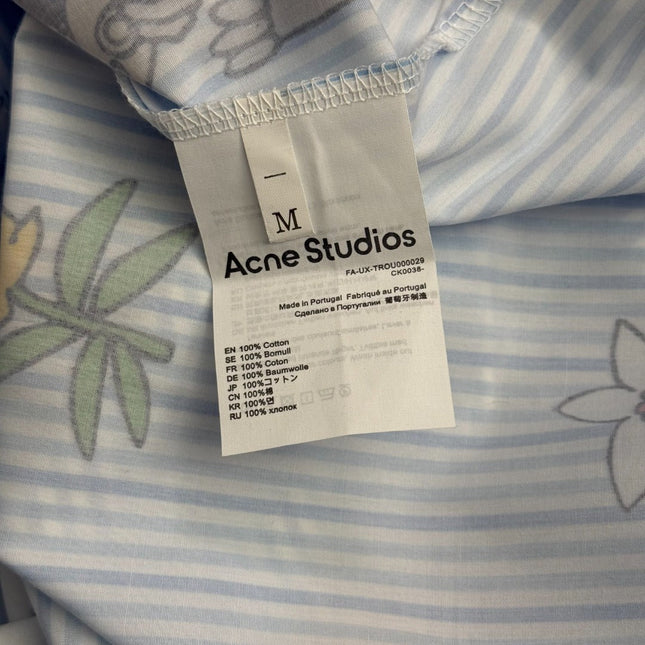 M
Acne Studios
FA-UX-TROU000029
CK0038-
Made in Portugal Fabriqué au Portugal
Сделано в Португалии 葡萄牙制造
EN 100% Cotton
SE 100% Bomull
FR 100% Coton
DE 100% Baumwolle
JP 100%コットン
CN 100%棉
KR 100%면
RU 100% хлопок